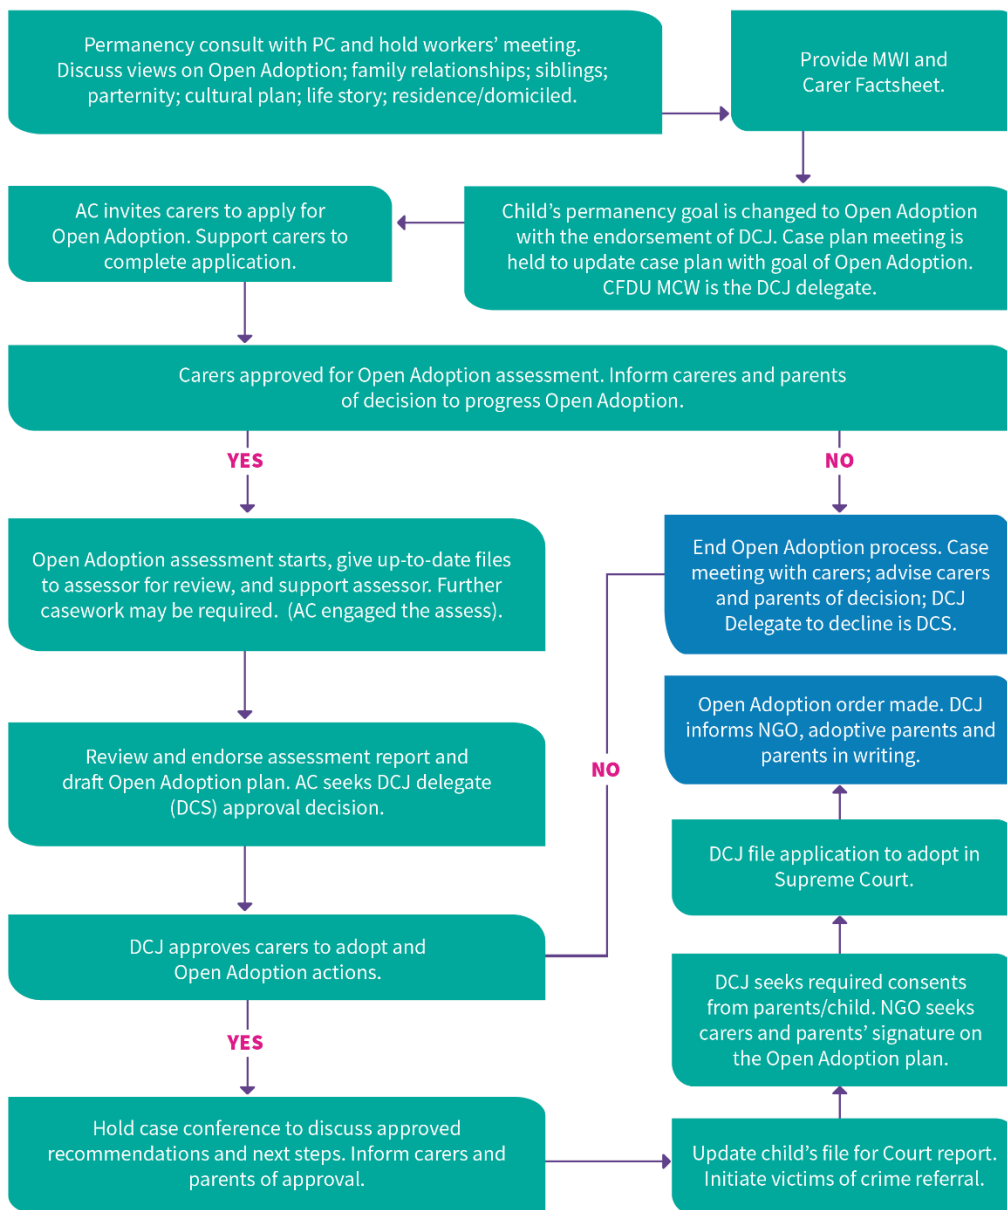 Permanency consult with PC and hold workers' meeting.
Discuss views on Open Adoption; family relationships; siblings;
parternity; cultural plan; life story; residence/domiciled.
Provide MWI and
Carer Factsheet.
AC invites carers to apply for
Open Adoption. Support carers to
complete application.
Child's permanency goal is changed to Open Adoption
with the endorsement of DCJ. Case plan meeting is
held to update case plan with goal of Open Adoption.
CFDU MCW is the DCJ delegate.
Carers approved for Open Adoption assessment. Inform careres and parents
of decision to progress Open Adoption.
YES
NO
Open Adoption assessment starts, give up-to-date files
to assessor for review, and support assessor. Further
casework may be required. (AC engaged the assess).
End Open Adoption process. Case
meeting with carers; advise carers
and parents of decision; DCJ
Delegate to decline is DCS.
Review and endorse assessment report and
draft Open Adoption plan. AC seeks DCJ delegate
(DCS) approval decision.
NO
Open Adoption order made. DCJ
informs NGO, adoptive parents and
parents in writing.
DCJ file application to adopt in
Supreme Court.
DCJ approves carers to adopt and
Open Adoption actions.
YES
DCJ seeks required consents
from parents/child. NGO seeks
carers and parents' signature on
the Open Adoption plan.
Hold case conference to discuss approved
recommendations and next steps. Inform carers and
parents of approval.
Update child's file for Court report.
Initiate victims of crime referral.